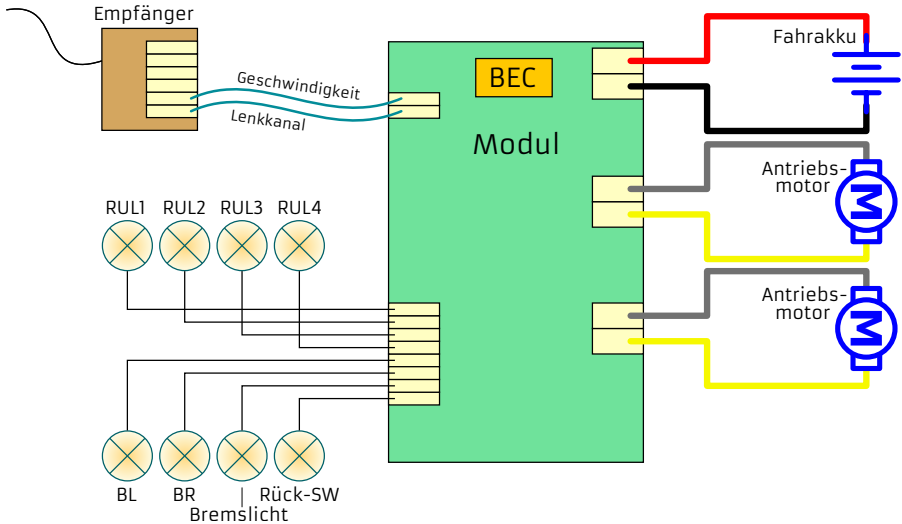 Empfänger
Geschwindigkeit
Lenkkanal
BEC
Modul
Fahrakku
Antriebs-
motor
M
Antriebs-
motor
M
RUL1 RUL2 RUL3 RUL4
BL BR | Rück-SW
Bremslicht